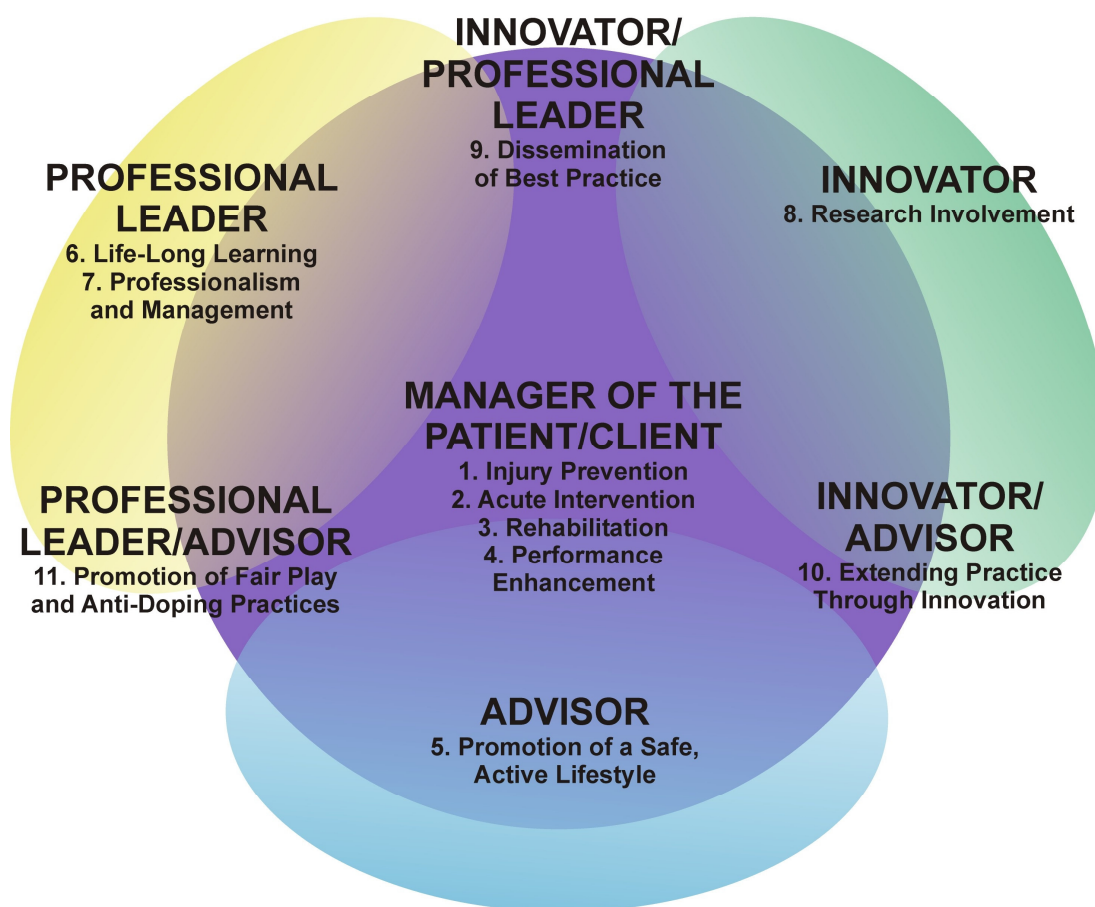 INNOVATOR/
PROFESSIONAL
LEADER
9. Dissemination
of Best Practice
PROFESSIONAL
LEADER
6. Life-Long Learning
7. Professionalism
and Management
INNOVATOR
8. Research Involvement
MANAGER OF THE
PATIENT/CLIENT
1. Injury Prevention
2. Acute Intervention
3. Rehabilitation
4. Performance
Enhancement
PROFESSIONAL
LEADER/ADVISOR
11. Promotion of Fair Play
and Anti-Doping Practices
INNOVATOR/
ADVISOR
10. Extending Practice
Through Innovation
ADVISOR
5. Promotion of a Safe,
Active Lifestyle